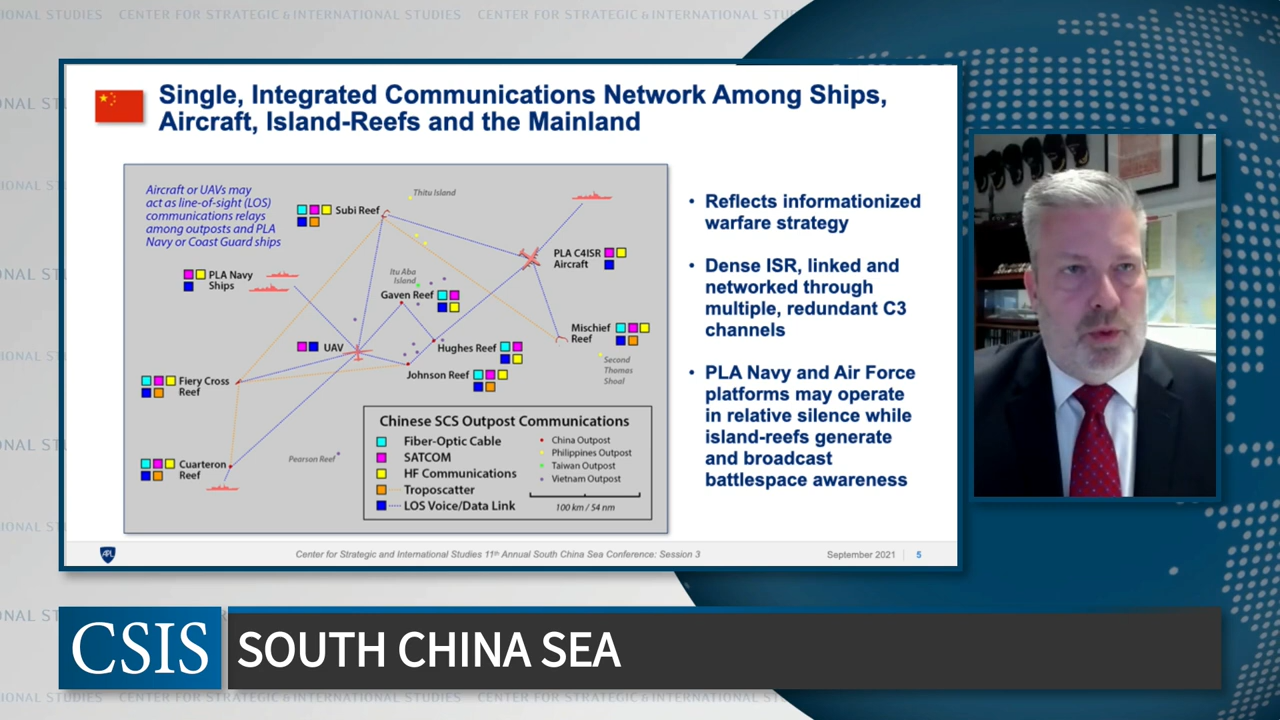 CENTER FOR STRATEGIC & INTERNATIONAL STUDIES
Single, Integrated Communications Network Among Ships,
Aircraft, Island-Reefs and the Mainland
Aircraft or UAVs may
act as line-of-sight (LOS)
communications relays
among outposts and PLA
Navy or Coast Guard ships
Thitu Island
Subi Reef
PLA C4ISR
Aircraft
PLA Navy
Ships
Itu Aba
Island
Gaven Reef
Mischief
Reef
UAV
Hughes Reef
Second
Thomas
Shoal
Johnson Reef
Fiery Cross
Reef
Cuarteron
Reef
Pearson Reef
Chinese SCS Outpost Communications
Fiber-Optic Cable
SATCOM
HF Communications
Troposcatter
LOS Voice/Data Link
China Outpost
Philippines Outpost
Taiwan Outpost
Vietnam Outpost
100 km / 54 nm
• Reflects informationized
warfare strategy
• Dense ISR, linked and
networked through
multiple, redundant C3
channels
• PLA Navy and Air Force
platforms may operate
in relative silence while
island-reefs generate
and broadcast
battlespace awareness
APL
Center for Strategic and International Studies 11th Annual South China Sea Conference: Session 3
September 2021 | 5
CSIS
SOUTH CHINA SEA
CENTER FOR STRATEGIC & INTERNATIONAL STUDIES